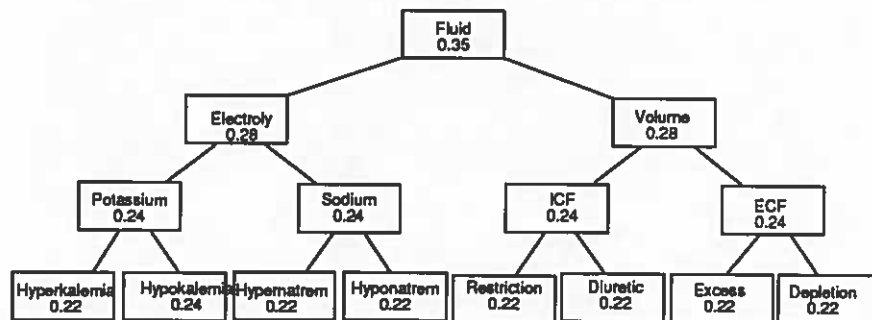 Fluid
0.35
Electroly
0.28
Volume
0.28
Potassium
0.24
Sodium
0.24
ICF
0.24
ECF
0.24
Hyperkalemia
0.22
Hypokalemia
0.24
Hypernatrem
0.22
Hyponatrem
0.22
Restriction
0.22
Diuretic
0.22
Excess
0.22
Depletion
0.22